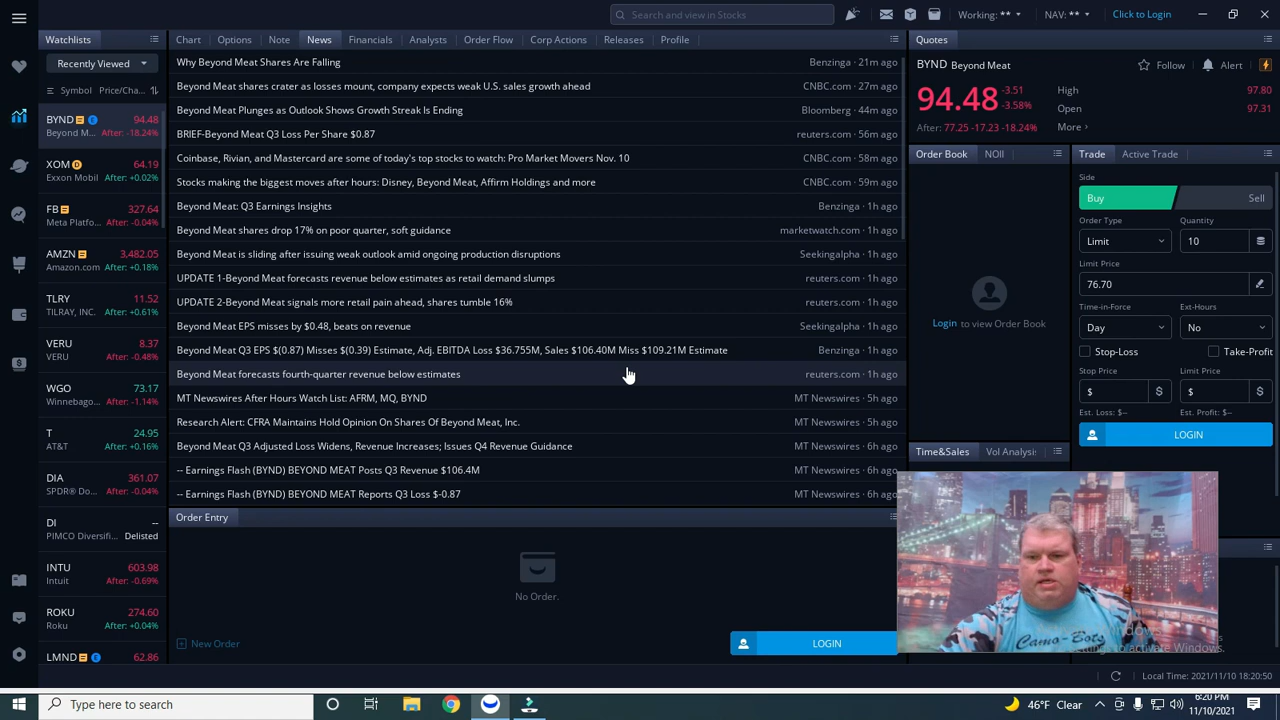 Search and view in Stocks
Working: **
NAV: **
Click to Login
Watchlists
Chart
Options
Note
News
Financials
Analysts
Order Flow
Corp Actions
Releases
Profile
Quotes
Recently Viewed
Symbol Price/Cha...
BYND 94.48
Beyond M... After: -18.24%
XOM 64.19
Exxon Mobil After: +0.02%
FB 327.64
Meta Platfo... After: -0.04%
AMZN 3,482.05
Amazon.com After: +0.18%
TLRY 11.52
TILRAY, INC. After: +0.61%
VERU 8.37
VERU After: -0.48%
WGO 73.17
Winnebago... After: -1.14%
T 24.95
AT&T After: +0.16%
DIA 361.07
SPDR® Do... After: -0.04%
DI --
PIMCO Diversifi... Delisted
INTU 603.98
Intuit After: -0.69%
ROKU 274.60
Roku After: +0.04%
LMND 62.86
Why Beyond Meat Shares Are Falling Benzinga · 21m ago
Beyond Meat shares crater as losses mount, company expects weak U.S. sales growth ahead CNBC.com · 27m ago
Beyond Meat Plunges as Outlook Shows Growth Streak Is Ending Bloomberg · 44m ago
BRIEF-Beyond Meat Q3 Loss Per Share $0.87 reuters.com · 56m ago
Coinbase, Rivian, and Mastercard are some of today's top stocks to watch: Pro Market Movers Nov. 10 CNBC.com · 58m ago
Stocks making the biggest moves after hours: Disney, Beyond Meat, Affirm Holdings and more CNBC.com · 59m ago
Beyond Meat: Q3 Earnings Insights Benzinga · 1h ago
Beyond Meat shares drop 17% on poor quarter, soft guidance marketwatch.com · 1h ago
Beyond Meat is sliding after issuing weak outlook amid ongoing production disruptions Seekingalpha · 1h ago
UPDATE 1-Beyond Meat forecasts revenue below estimates as retail demand slumps reuters.com · 1h ago
UPDATE 2-Beyond Meat signals more retail pain ahead, shares tumble 16% reuters.com · 1h ago
Beyond Meat EPS misses by $0.48, beats on revenue Seekingalpha · 1h ago
Beyond Meat Q3 EPS $(0.87) Misses $(0.39) Estimate, Adj. EBITDA Loss $36.755M, Sales $106.40M Miss $109.21M Estimate Benzinga · 1h ago
Beyond Meat forecasts fourth-quarter revenue below estimates reuters.com · 1h ago
MT Newswires After Hours Watch List: AFRM, MQ, BYND MT Newswires · 5h ago
Research Alert: CFRA Maintains Hold Opinion On Shares Of Beyond Meat, Inc. MT Newswires · 5h ago
Beyond Meat Q3 Adjusted Loss Widens, Revenue Increases; Issues Q4 Revenue Guidance MT Newswires · 6h ago
-- Earnings Flash (BYND) BEYOND MEAT Posts Q3 Revenue $106.4M MT Newswires · 6h ago
-- Earnings Flash (BYND) BEYOND MEAT Reports Q3 Loss $-0.87 MT Newswires · 6h ago
Order Entry
No Order.
New Order
LOGIN
BYND Beyond Meat
Follow
Alert
94.48 -3.51
-3.58%
High 97.80
Open 97.31
After: 77.25 -17.23 -18.24%
More >
Order Book
NOII
Login to view Order Book
Time&Sales
Vol Analysis
Trade
Active Trade
Side
Buy
Sell
Order Type
Quantity
Limit
10
Limit Price
76.70
Time-in-Force
Ext-Hours
Day
No
Stop-Loss
Take-Profit
Stop Price
Limit Price
$ $
$ $
Est. Loss: $--
Est. Profit: $--
LOGIN
Camo-Bots
Local Time: 2021/11/10 18:20:50
Type here to search
46°F Clear
6:20 PM
11/10/2021